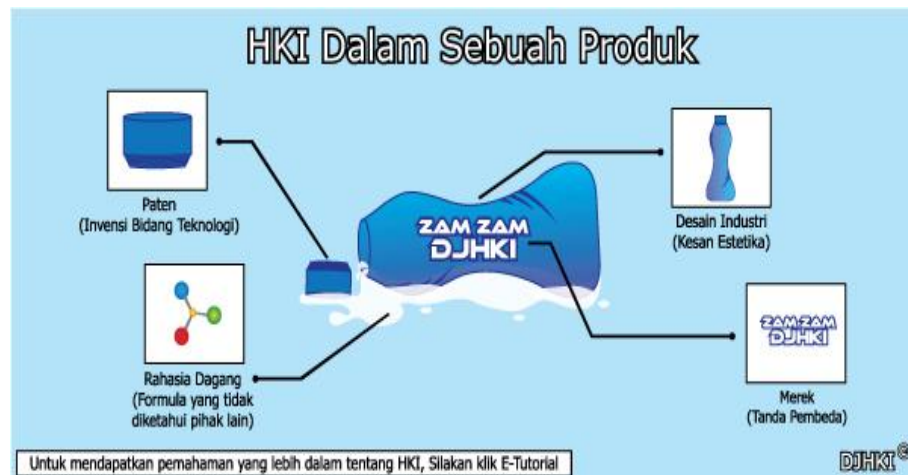 HKI Dalam Sebuah Produk
Paten
(Invensi Bidang Teknologi)
Desain Industri
(Kesan Estetika)
ZAM ZAM
DJHKI
Rahasia Dagang
(Formula yang tidak
diketahui pihak lain)
ZAM ZAM
DJHKI
Merek
(Tanda Pembeda)
Untuk mendapatkan pemahaman yang lebih dalam tentang HKI, Silakan klik E-Tutorial
DJHKI ©